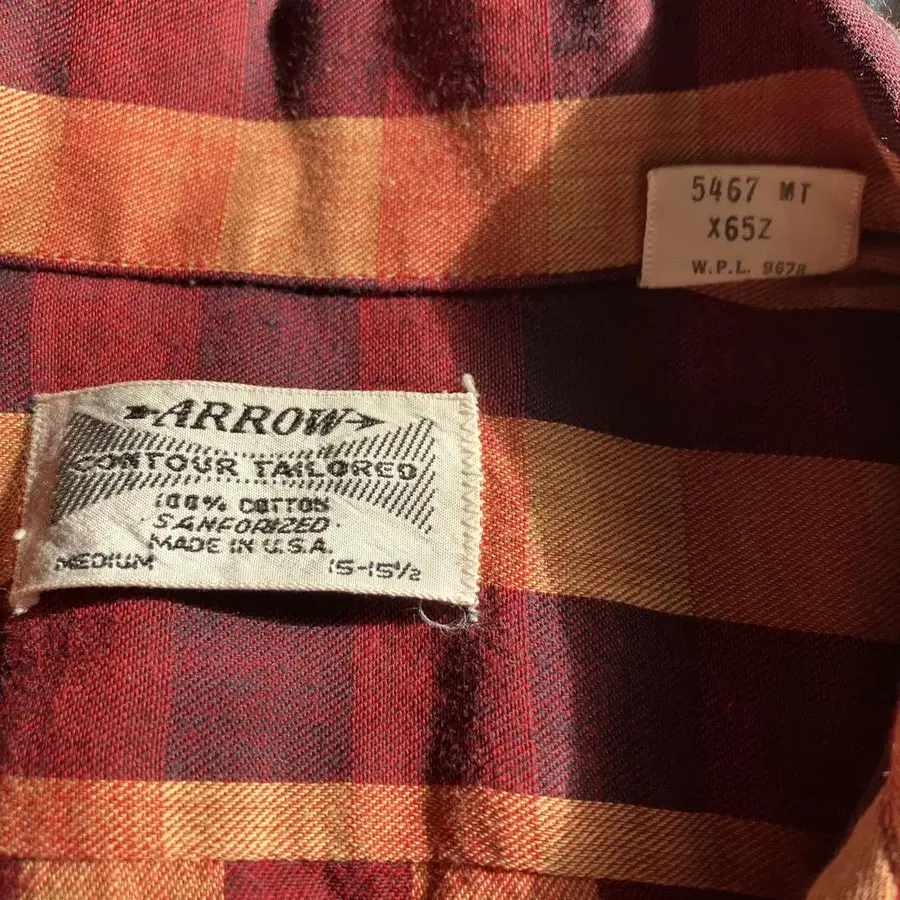 5467 MT
X65Z
W.P.L. 9678
ARROW
CONTOUR TAILORED
100% COTTON
SANFORIZED
MADE IN U.S.A.
MEDIUM 15-15½